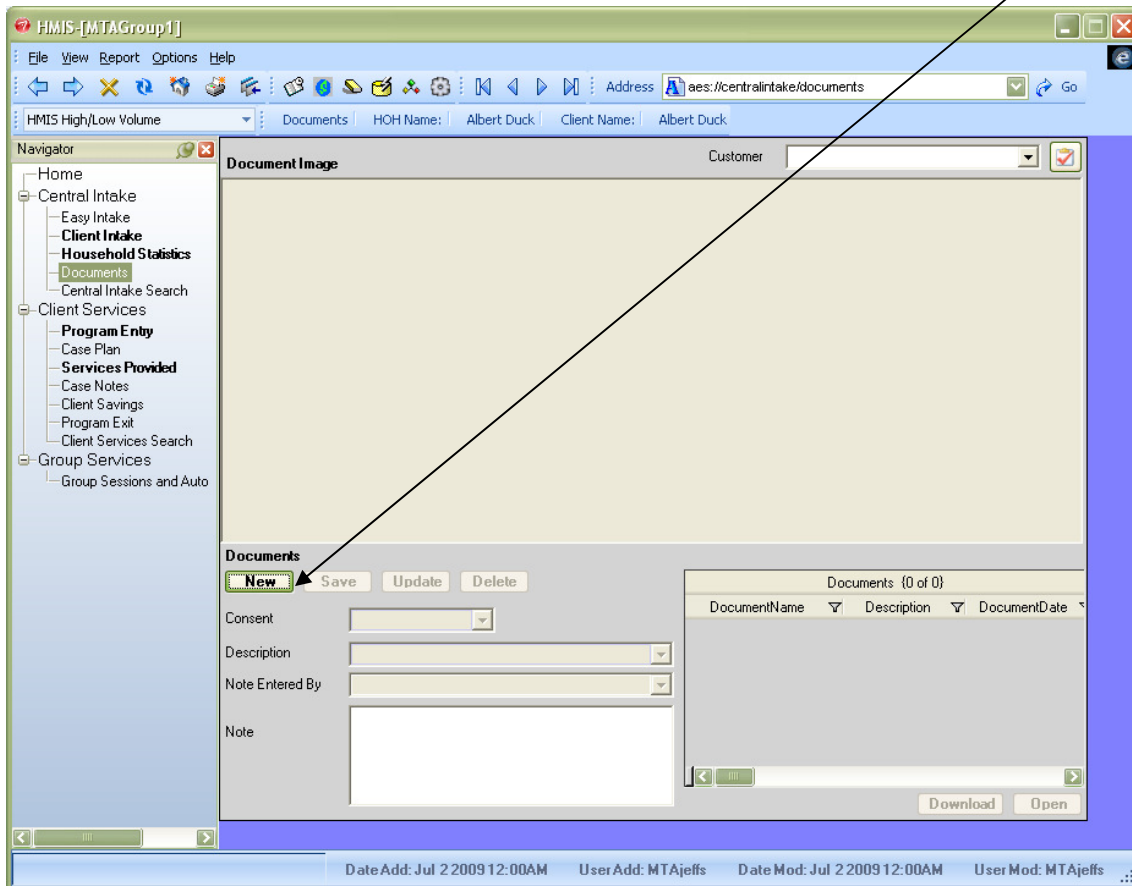 HMIS-[MTAGroup1]
File View Report Options Help
Address aes://centralintake/documents Go
HMIS High/Low Volume Documents HOH Name: Albert Duck Client Name: Albert Duck
Navigator
Home
Central Intake
Easy Intake
Client Intake
Household Statistics
Documents
Central Intake Search
Client Services
Program Entry
Case Plan
Services Provided
Case Notes
Client Savings
Program Exit
Client Services Search
Group Services
Group Sessions and Auto
Document Image Customer
Documents
New Save Update Delete
Consent
Description
Note Entered By
Note
Documents {0 of 0}
DocumentName Description DocumentDate
Download Open
Date Add: Jul 2 2009 12:00AM User Add: MTAjeffs Date Mod: Jul 2 2009 12:00AM User Mod: MTAjeffs